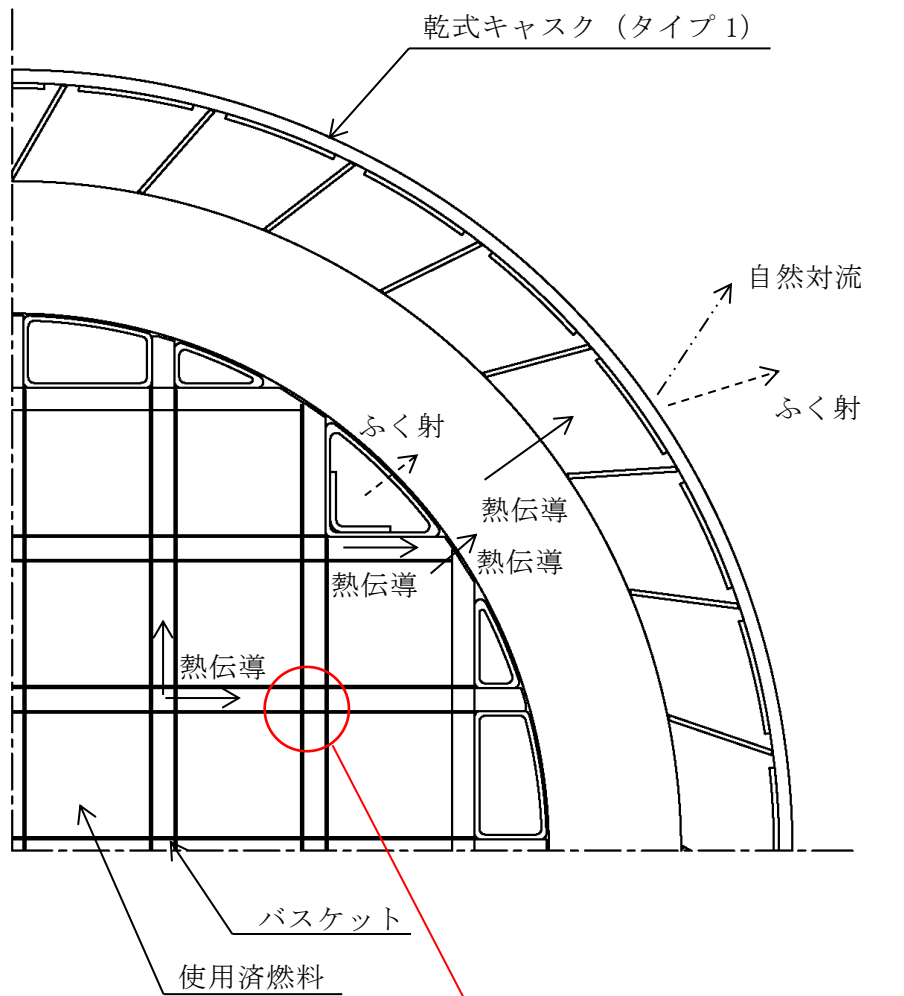 乾式キャスク（タイプ 1）
自然対流
ふく射
ふく射
熱伝導
熱伝導
熱伝導
熱伝導
バスケット
使用済燃料